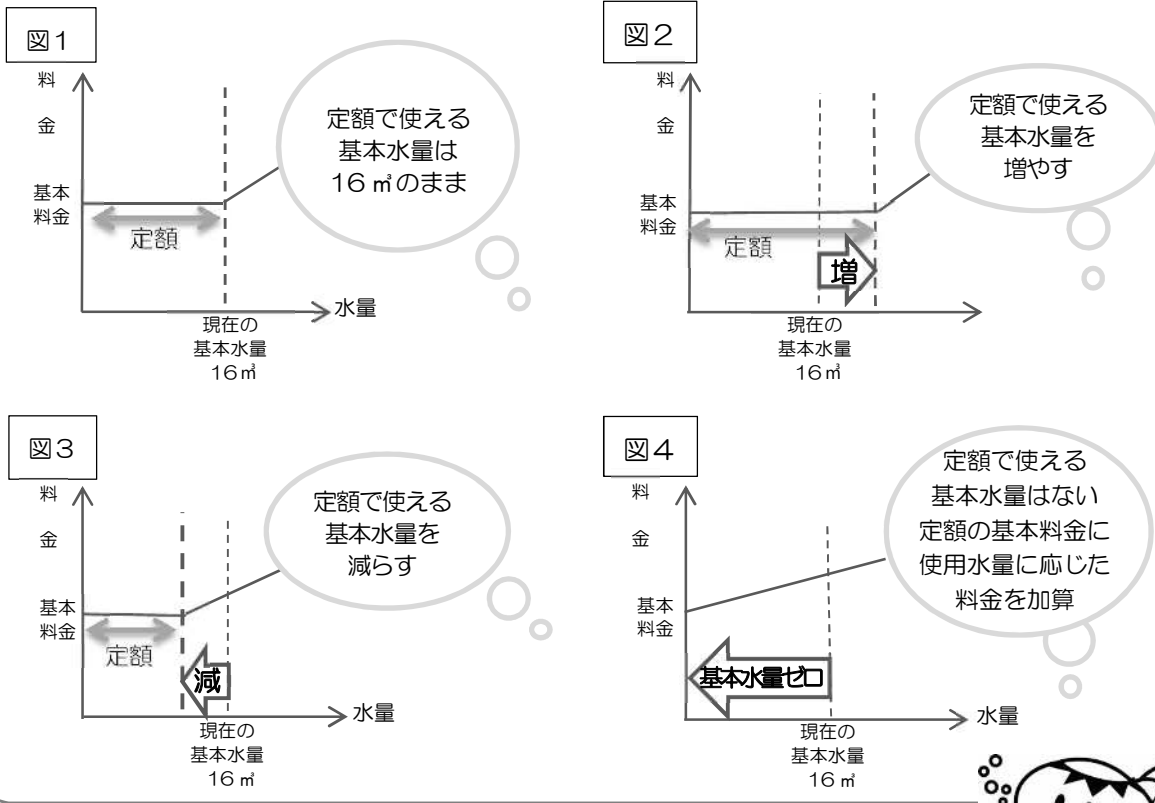 図1
料
金
基本
料金
定額
定額で使える
基本水量は
16㎥のまま
水量
現在の
基本水量
16㎥
図2
料
金
基本
料金
定額
増
定額で使える
基本水量を
増やす
現在の
基本水量
16㎥
図3
料
金
基本
料金
定額
減
定額で使える
基本水量を
減らす
水量
現在の
基本水量
16㎥
図4
料
金
基本
料金
基本水量ゼロ
定額で使える
基本水量はない
定額の基本料金に
使用水量に応じた
料金を加算
水量
現在の
基本水量
16㎥